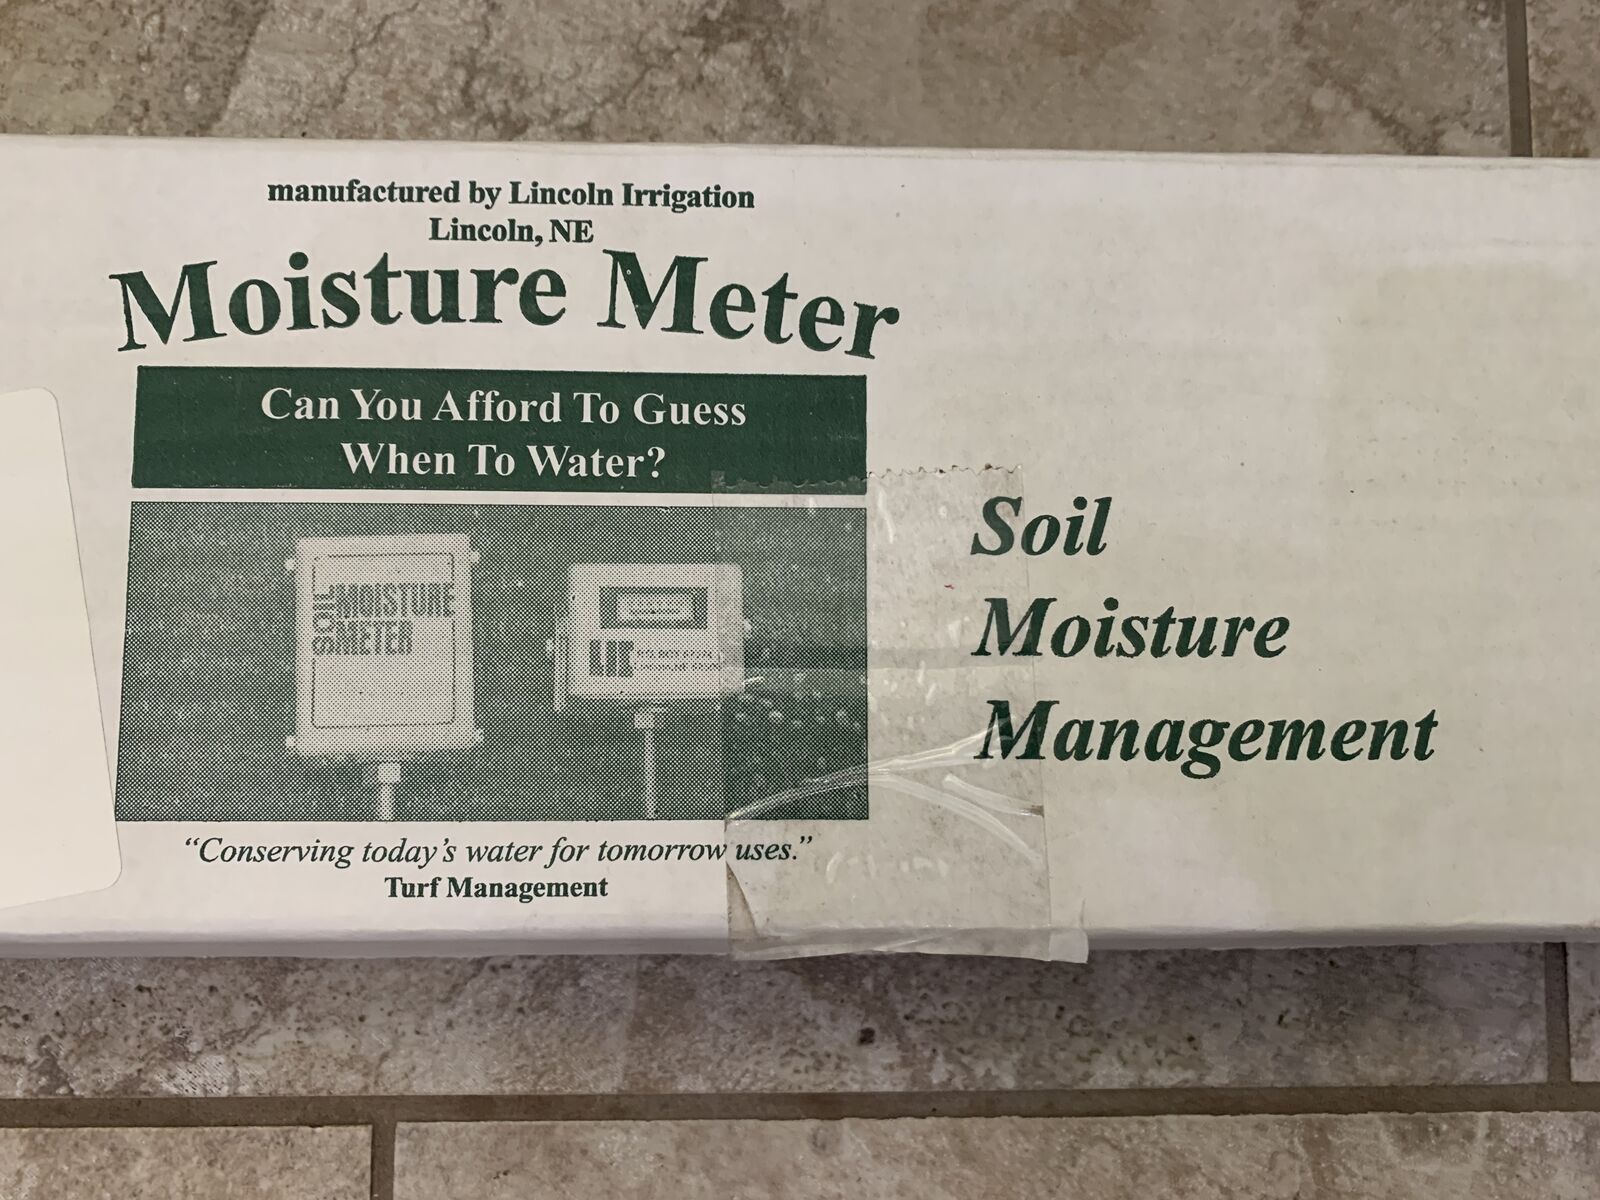 manufactured by Lincoln Irrigation
Lincoln, NE
Moisture Meter
Can You Afford To Guess
When To Water?
SOIL
MOISTURE
METER
“Conserving today's water for tomorrow uses.”
Turf Management
Soil
Moisture
Management